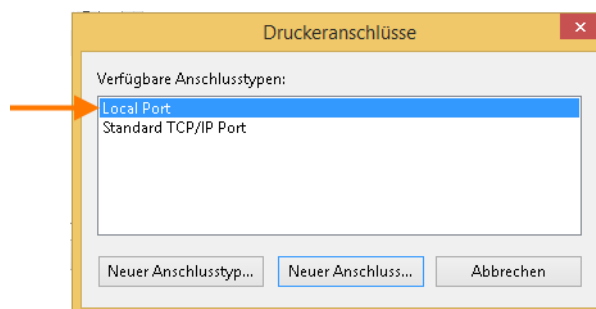 Druckeranschlüsse
Verfügbare Anschlusstypen:
Local Port
Standard TCP/IP Port
Neuer Anschlusstyp... Neuer Anschluss... Abbrechen